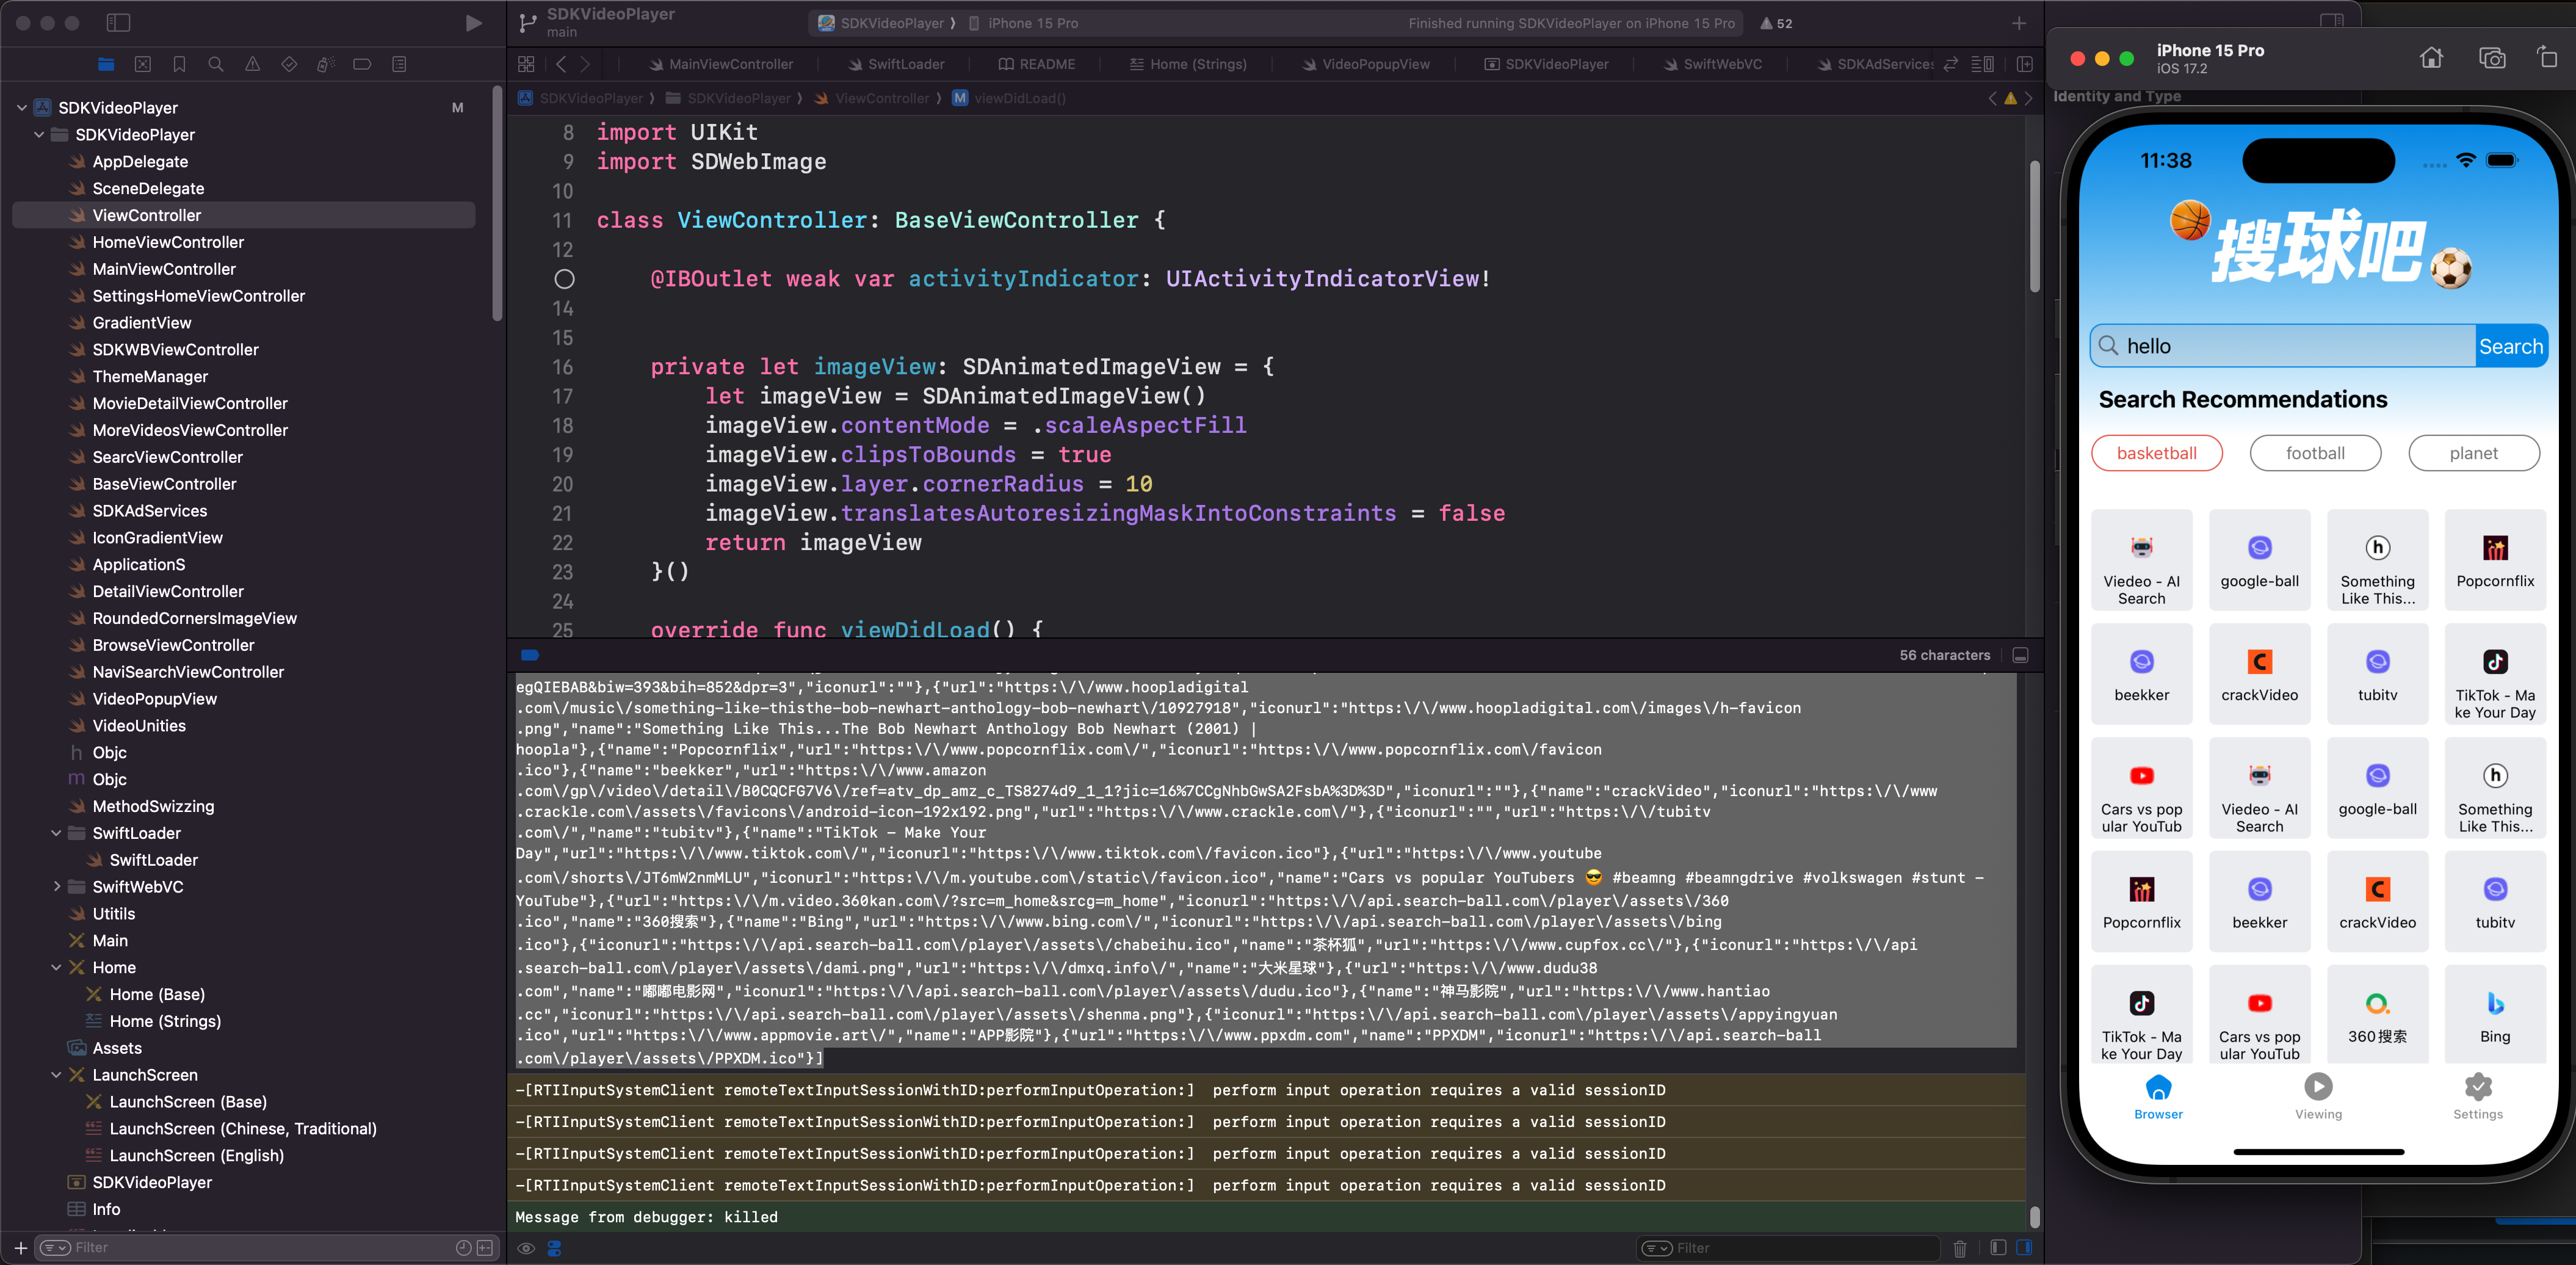 SDKVideoPlayer
main
SDKVideoPlayer
iPhone 15 Pro
Finished running SDKVideoPlayer on iPhone 15 Pro
52
MainViewController
SwiftLoader
README
Home (Strings)
VideoPopupView
SDKVideoPlayer
SwiftWebVC
SDKAdServices
SDKVideoPlayer
SDKVideoPlayer
ViewController
M viewDidLoad()
SDKVideoPlayer
M
SDKVideoPlayer
AppDelegate
SceneDelegate
ViewController
HomeViewController
MainViewController
SettingsHomeViewController
GradientView
SDKWBViewController
ThemeManager
MovieDetailViewController
MoreVideosViewController
SearcViewController
BaseViewController
SDKAdServices
IconGradientView
ApplicationS
DetailViewController
RoundedCornersImageView
BrowseViewController
NaviSearchViewController
VideoPopupView
VideoUnities
h Objc
m Objc
MethodSwizzing
SwiftLoader
SwiftLoader
SwiftWebVC
Utitils
Main
Home
Home (Base)
Home (Strings)
Assets
LaunchScreen
LaunchScreen (Base)
LaunchScreen (Chinese, Traditional)
LaunchScreen (English)
SDKVideoPlayer
Info
Filter
8 import UIKit
9 import SDWebImage
10
11 class ViewController: BaseViewController {
12
@IBOutlet weak var activityIndicator: UIActivityIndicatorView!
14
15
16 private let imageView: SDAnimatedImageView = {
17 let imageView = SDAnimatedImageView()
18 imageView.contentMode = .scaleAspectFill
19 imageView.clipsToBounds = true
20 imageView.layer.cornerRadius = 10
21 imageView.translatesAutoresizingMaskIntoConstraints = false
22 return imageView
23 }()
24
25 override func viewDidLoad() {
56 characters
egQIEBAB&biw=393&bih=852&dpr=3","iconurl":""},{"url":"https:\/\/www.hoopladigital
.com\/music\/something-like-thisthe-bob-newhart-anthology-bob-newhart\/10927918","iconurl":"https:\/\/www.hoopladigital.com\/images\/h-favicon
.png","name":"Something Like This...The Bob Newhart Anthology Bob Newhart (2001) |
hoopla"},{"name":"Popcornflix","url":"https:\/\/www.popcornflix.com\/","iconurl":"https:\/\/www.popcornflix.com\/favicon
.ico"},{"name":"beekker","url":"https:\/\/www.amazon
.com\/gp\/video\/detail\/B0CQCFG7V6\/ref=atv_dp_amz_c_TS8274d9_1_1?jic=16%7CCgNhbGwSA2FsbA%3D%3D","iconurl":""},{"name":"crackVideo","iconurl":"https:\/\/www
.crackle.com\/assets\/favicons\/android-icon-192x192.png","url":"https:\/\/www.crackle.com\/"},{"iconurl":"","url":"https:\/\/tubitv
.com\/","name":"tubitv"},{"name":"TikTok – Make Your
Day","url":"https:\/\/www.tiktok.com\/","iconurl":"https:\/\/www.tiktok.com\/favicon.ico"},{"url":"https:\/\/www.youtube
.com\/shorts\/JT6mW2nmMLU","iconurl":"https:\/\/m.youtube.com\/static\/favicon.ico","name":"Cars vs popular YouTubers 😎 #beamng #beamngdrive #volkswagen #stunt –
YouTube"},{"url":"https:\/\/m.video.360kan.com\/?src=m_home&srcg=m_home","iconurl":"https:\/\/api.search-ball.com\/player\/assets\/360
.ico","name":"360搜索"},{"name":"Bing","url":"https:\/\/www.bing.com\/","iconurl":"https:\/\/api.search-ball.com\/player\/assets\/bing
.ico"},{"iconurl":"https:\/\/api.search-ball.com\/player\/assets\/chabeihu.ico","name":"茶杯狐","url":"https:\/\/www.cupfox.cc\/"},{"iconurl":"https:\/\/api
.search-ball.com\/player\/assets\/dami.png","url":"https:\/\/dmxq.info\/","name":"大米星球"},{"url":"https:\/\/www.dudu38
.com","name":"嘟嘟电影网","iconurl":"https:\/\/api.search-ball.com\/player\/assets\/dudu.ico"},{"name":"神马影院","url":"https:\/\/www.hantiao
.cc","iconurl":"https:\/\/api.search-ball.com\/player\/assets\/shenma.png"},{"iconurl":"https:\/\/api.search-ball.com\/player\/assets\/appyingyuan
.ico","url":"https:\/\/www.appmovie.art\/","name":"APP影院"},{"url":"https:\/\/www.ppxdm.com","name":"PPXDM","iconurl":"https:\/\/api.search-ball
.com\/player\/assets\/PPXDM.ico"}]
-[RTIInputSystemClient remoteTextInputSessionWithID:performInputOperation:]  perform input operation requires a valid sessionID
-[RTIInputSystemClient remoteTextInputSessionWithID:performInputOperation:]  perform input operation requires a valid sessionID
-[RTIInputSystemClient remoteTextInputSessionWithID:performInputOperation:]  perform input operation requires a valid sessionID
-[RTIInputSystemClient remoteTextInputSessionWithID:performInputOperation:]  perform input operation requires a valid sessionID
Message from debugger: killed
Filter
iPhone 15 Pro
iOS 17.2
Identity and Type
11:38
搜球吧
hello
Search
Search Recommendations
basketball football planet
Viedeo - AI
Search
google-ball
Something
Like This...
Popcornflix
beekker
crackVideo
tubitv
TikTok - Ma
ke Your Day
Cars vs pop
ular YouTub
Viedeo - AI
Search
google-ball
Something
Like This...
Popcornflix
beekker
crackVideo
tubitv
TikTok - Ma
ke Your Day
Cars vs pop
ular YouTub
360搜索
Bing
Browser
Viewing
Settings